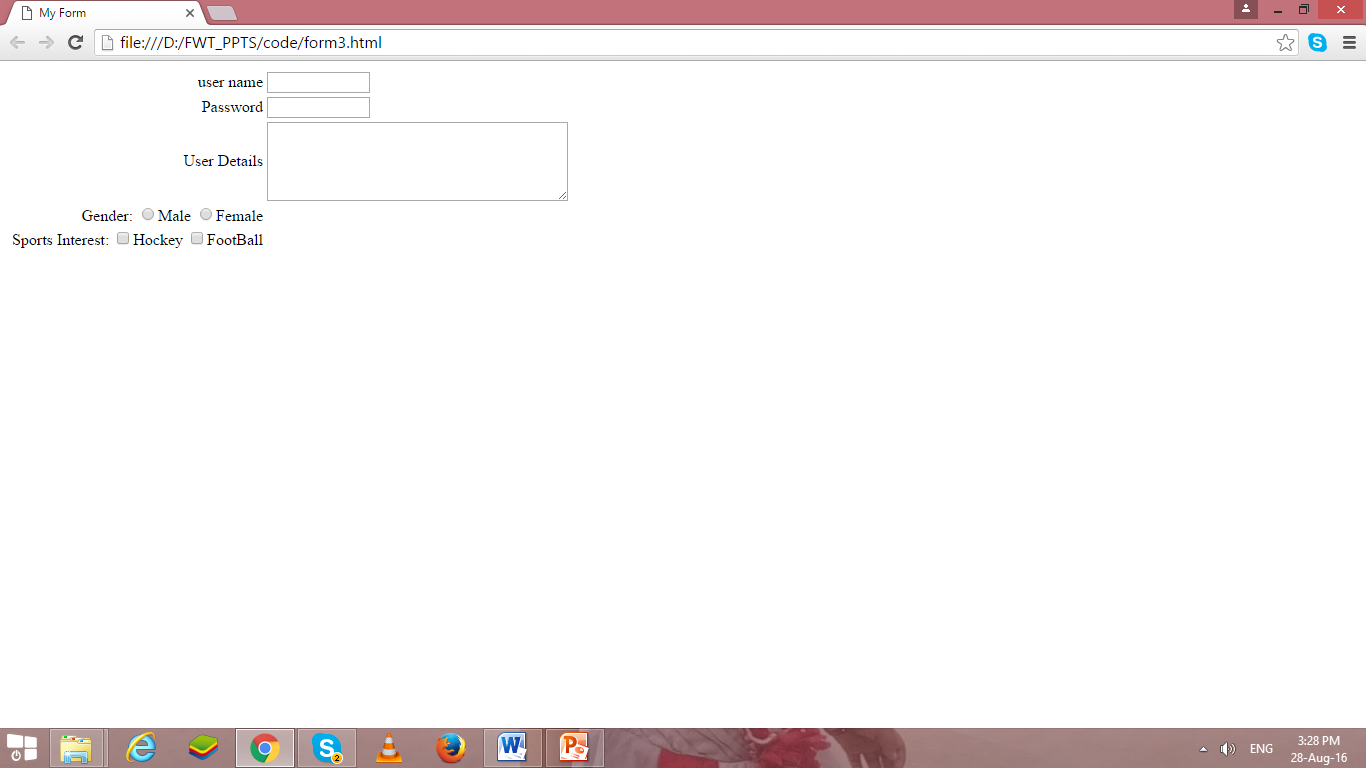 My Form
file:///D:/FWT_PPTS/code/form3.html
user name
Password
User Details
Gender: Male Female
Sports Interest: Hockey FootBall
2
ENG
3:28 PM
28-Aug-16